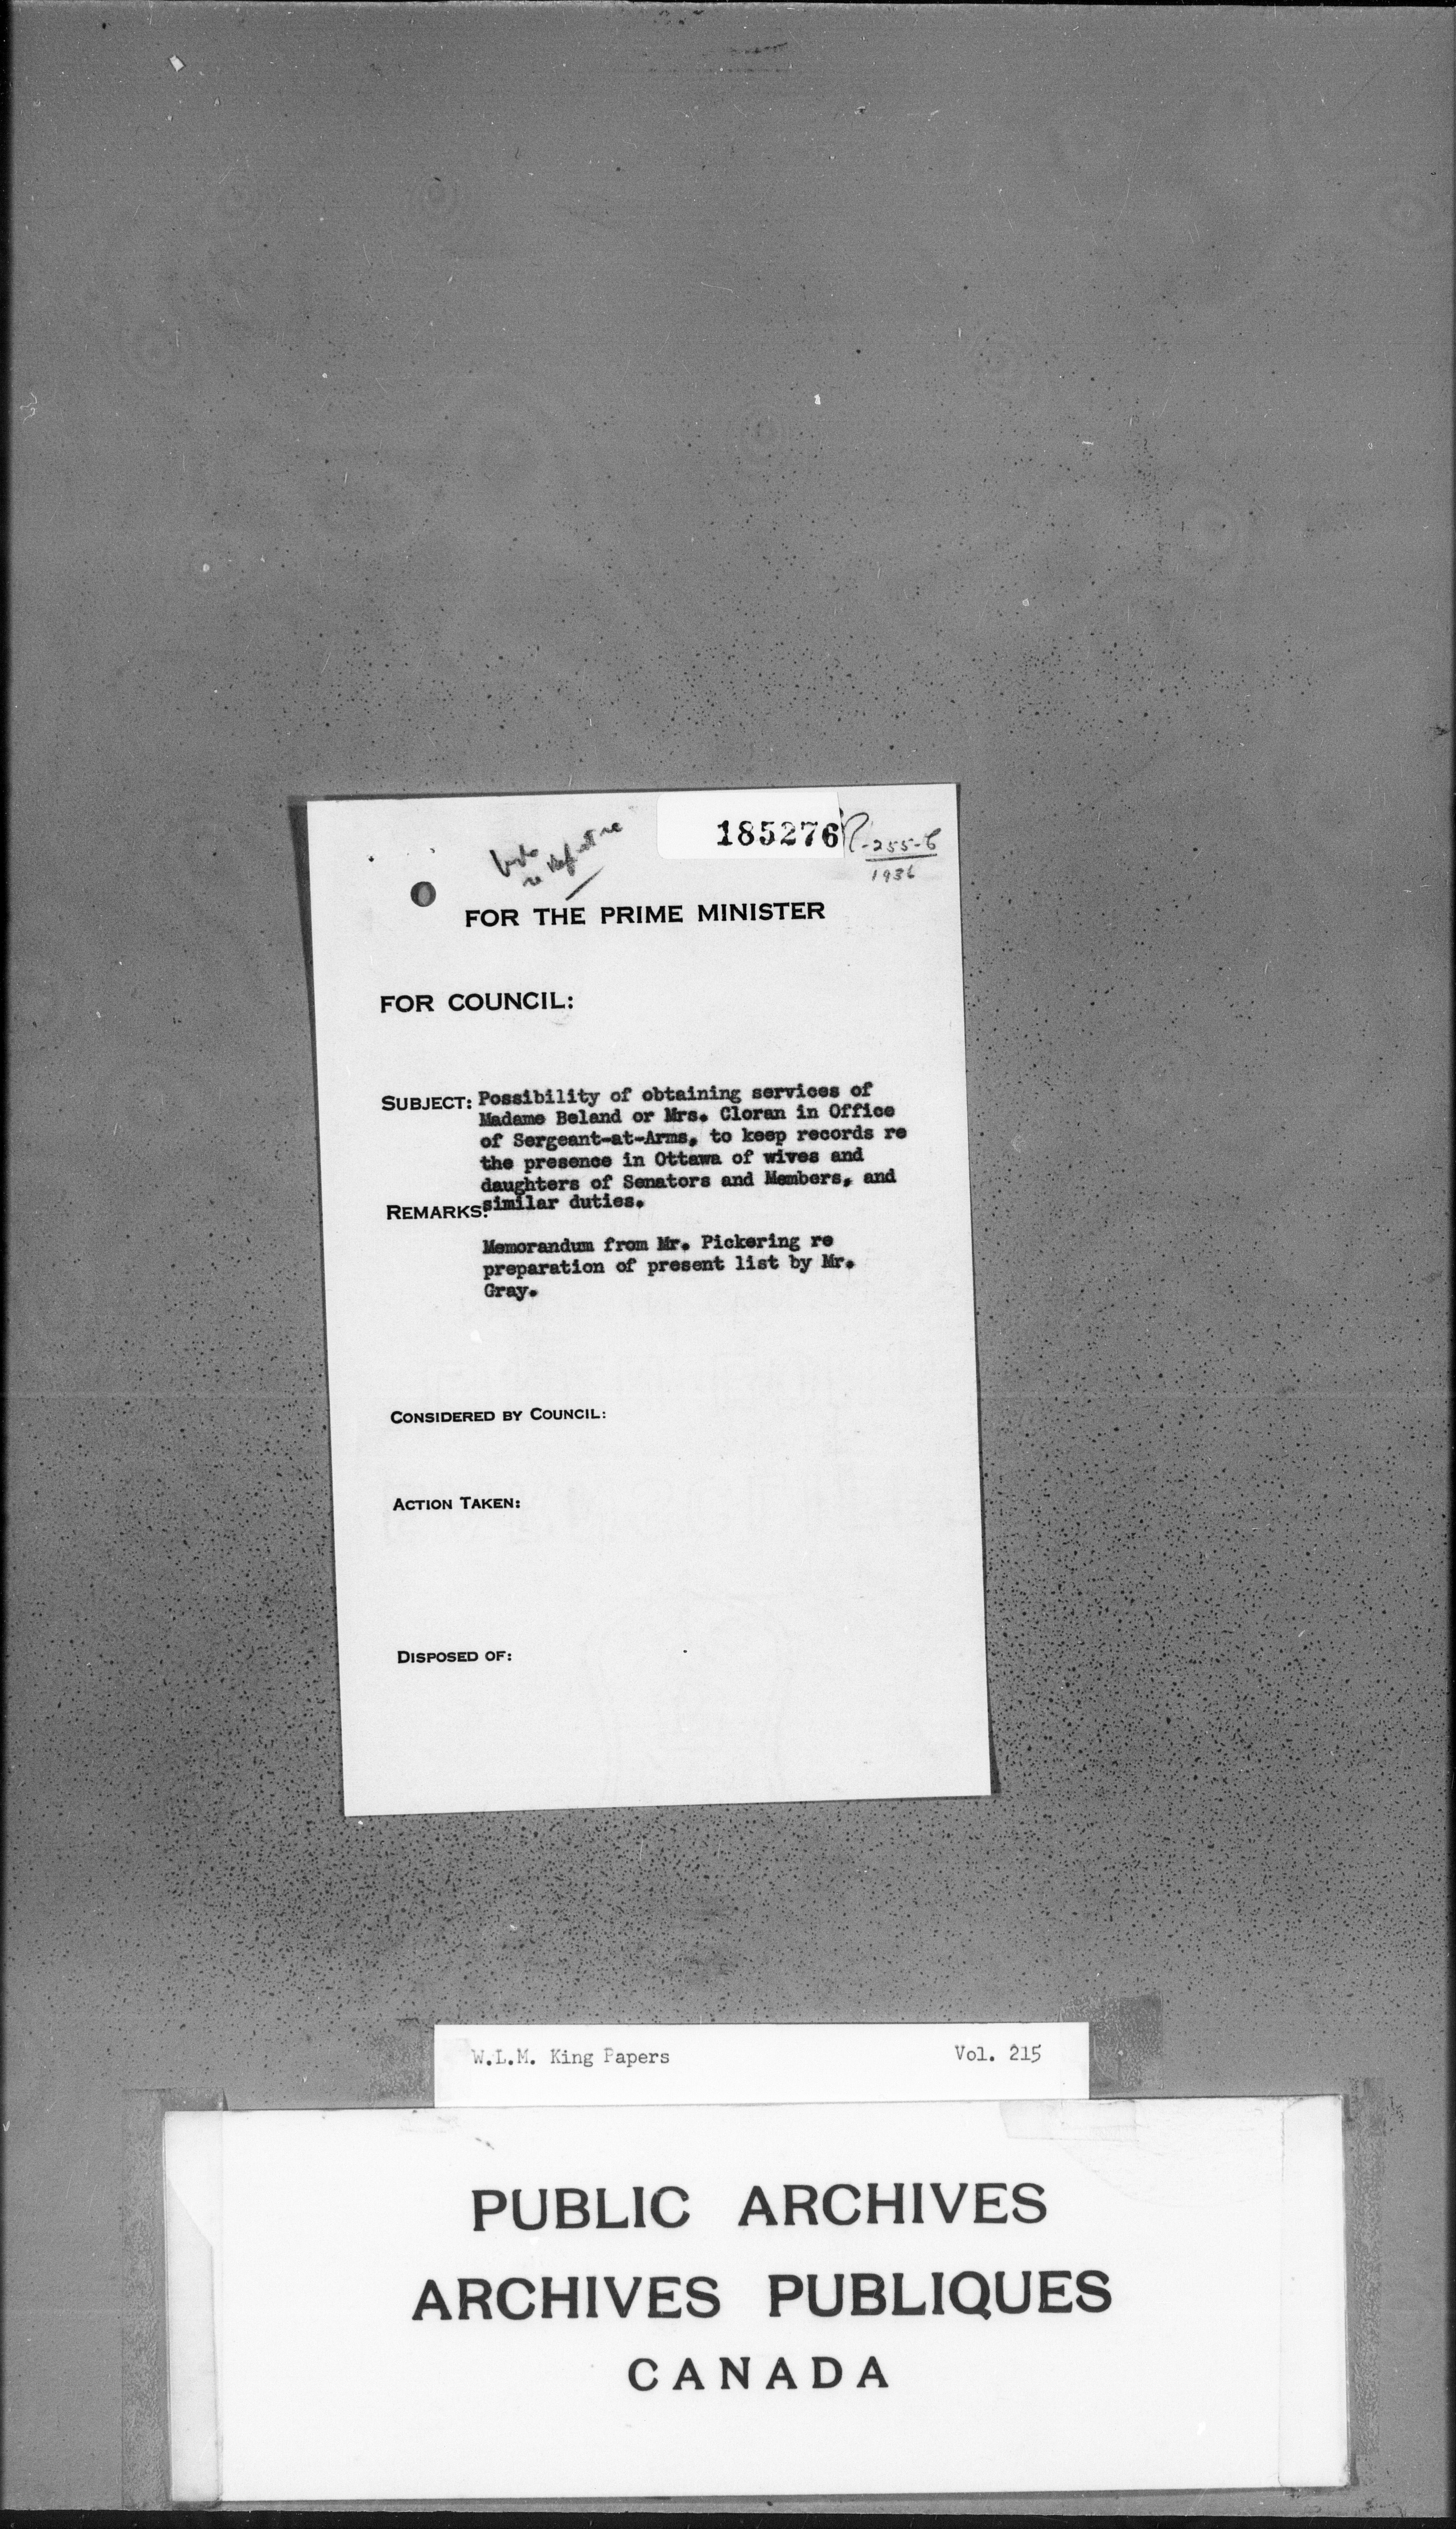 185276
-255-6
1936
FOR THE PRIME MINISTER
FOR COUNCIL:
SUBJECT: Possibility of obtaining services of
Madame Beland or Mrs. Cloran in Office
of Sergeant-at-Arms, to keep records re
the presence in Ottawa of wives and
daughters of Senators and Members, and
REMARKS: similar duties.
Memorandum from Mr. Pickering re
preparation of present list by Mr.
Gray.
CONSIDERED BY COUNCIL:
ACTION TAKEN:
DISPOSED OF:
W.L.M. King Papers Vol. 215
PUBLIC ARCHIVES
ARCHIVES PUBLIQUES
CANADA